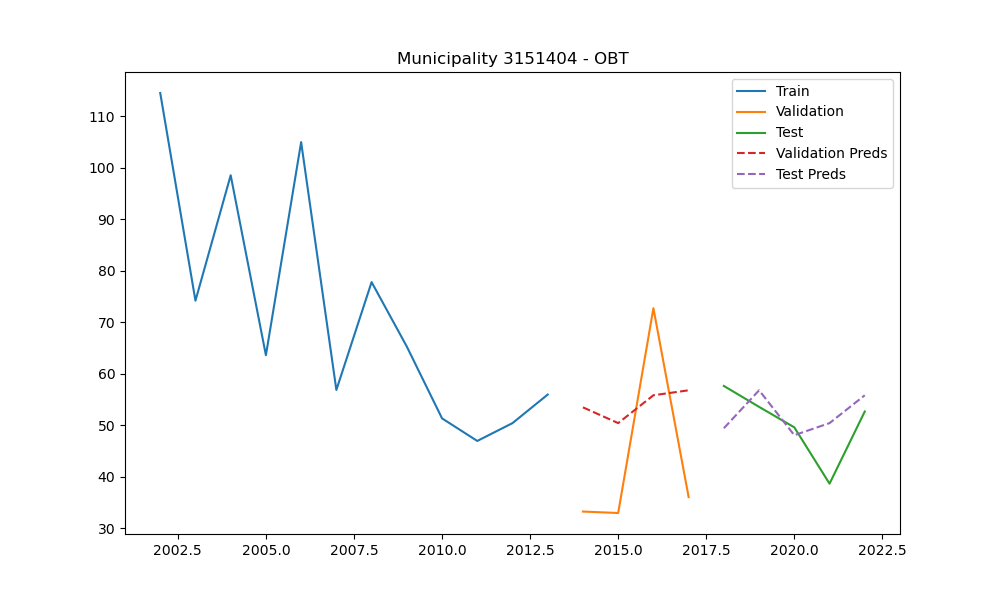 Municipality 3151404 - OBT
Train
Validation
Test
Validation Preds
Test Preds
110
100
90
80
70
60
50
40
30
2002.5 2005.0 2007.5 2010.0 2012.5 2015.0 2017.5 2020.0 2022.5